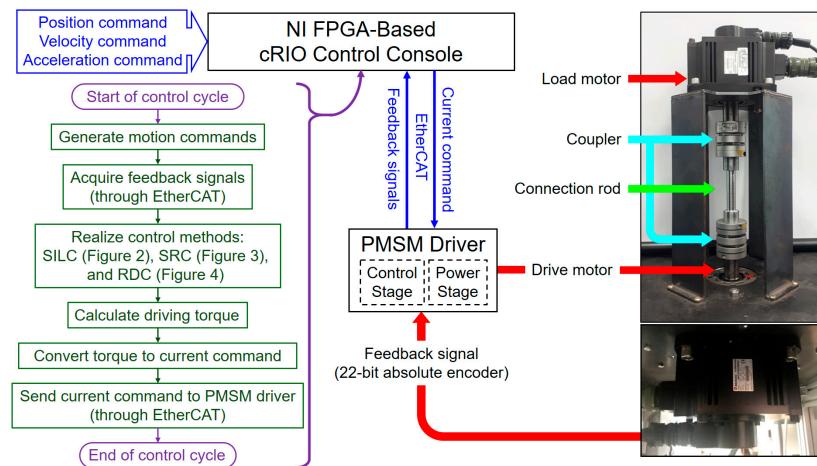 Position command
Velocity command
Acceleration command
NI FPGA-Based
cRIO Control Console
Start of control cycle
Generate motion commands
Acquire feedback signals
(through EtherCAT)
Realize control methods:
SILC (Figure 2), SRC (Figure 3),
and RDC (Figure 4)
Calculate driving torque
Convert torque to current command
Send current command to PMSM driver
(through EtherCAT)
End of control cycle
Feedback signals
EtherCAT
Current command
PMSM Driver
Control
Stage
Power
Stage
Feedback signal
(22-bit absolute encoder)
Load motor
Coupler
Connection rod
Drive motor